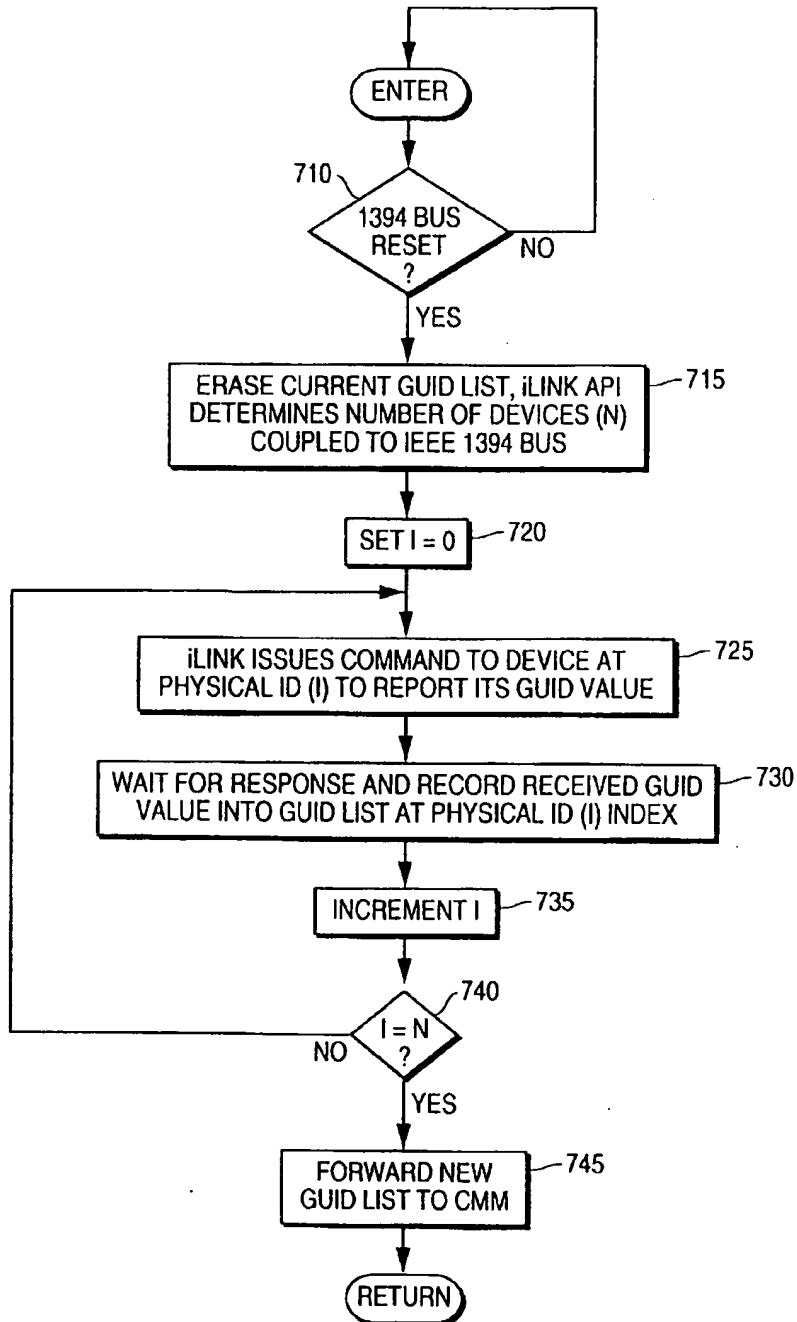 ENTER
710
1394 BUS
RESET
?
NO
YES
ERASE CURRENT GUID LIST, iLINK API
DETERMINES NUMBER OF DEVICES (N)
COUPLED TO IEEE 1394 BUS
715
SET I = 0
720
iLINK ISSUES COMMAND TO DEVICE AT
PHYSICAL ID (I) TO REPORT ITS GUID VALUE
725
WAIT FOR RESPONSE AND RECORD RECEIVED GUID
VALUE INTO GUID LIST AT PHYSICAL ID (I) INDEX
730
INCREMENT I
735
740
I = N
?
NO
YES
FORWARD NEW
GUID LIST TO CMM
745
RETURN